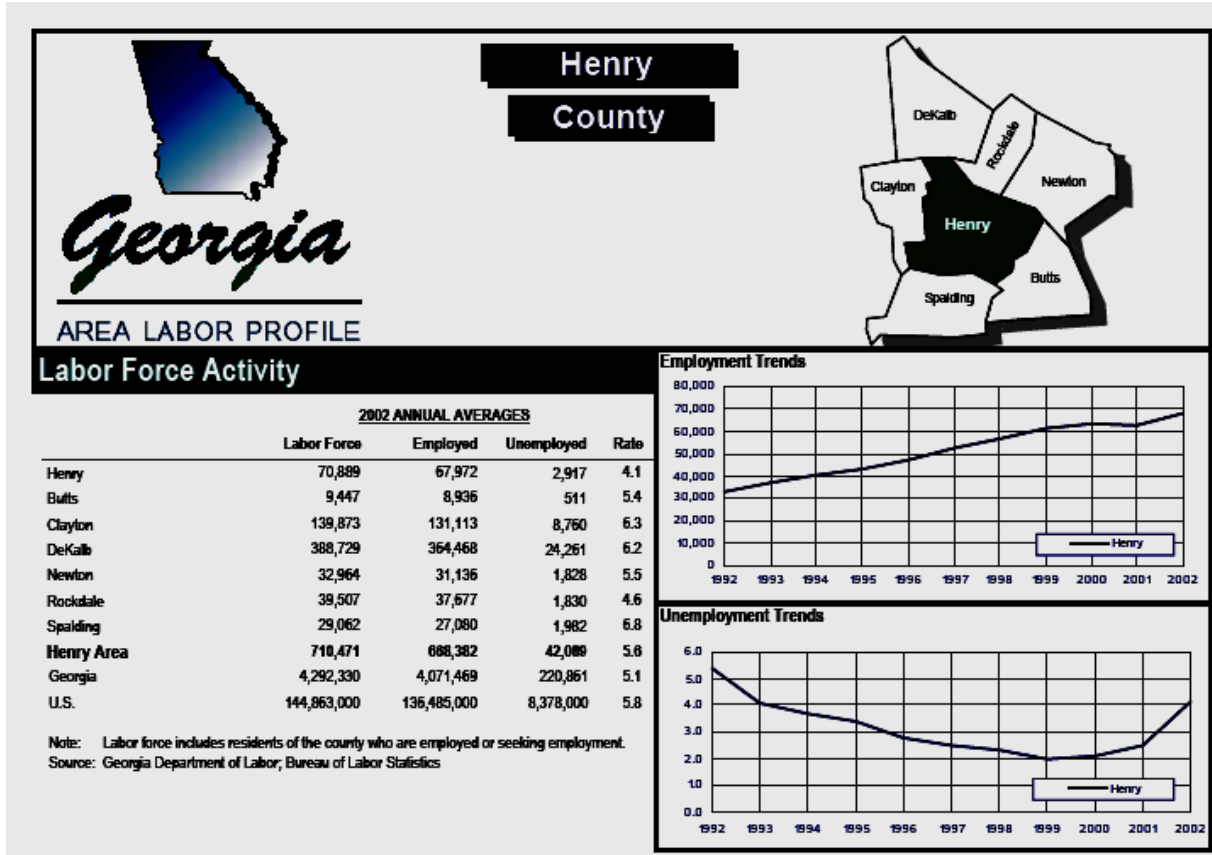 Henry
County
Georgia
AREA LABOR PROFILE
DeKalb
Rockdale
Clayton
Newton
Henry
Butts
Spalding
Labor Force Activity
2002 ANNUAL AVERAGES
Labor Force Employed Unemployed Rate
Henry 70,889 67,972 2,917 4.1
Butts 9,447 8,936 511 5.4
Clayton 139,873 131,113 8,760 6.3
DeKalb 388,729 364,468 24,261 6.2
Newton 32,964 31,136 1,828 5.5
Rockdale 39,507 37,677 1,830 4.6
Spalding 29,062 27,080 1,982 6.8
Henry Area 710,471 668,382 42,089 5.6
Georgia 4,292,330 4,071,469 220,861 5.1
U.S. 144,863,000 136,485,000 8,378,000 5.8
Note: Labor force includes residents of the county who are employed or seeking employment.
Source: Georgia Department of Labor; Bureau of Labor Statistics
Employment Trends
80,000
70,000
60,000
50,000
40,000
30,000
20,000
10,000
0
Henry
1992 1993 1994 1995 1996 1997 1998 1999 2000 2001 2002
Unemployment Trends
6.0
5.0
4.0
3.0
2.0
1.0
0.0
Henry
1992 1993 1994 1995 1996 1997 1998 1999 2000 2001 2002